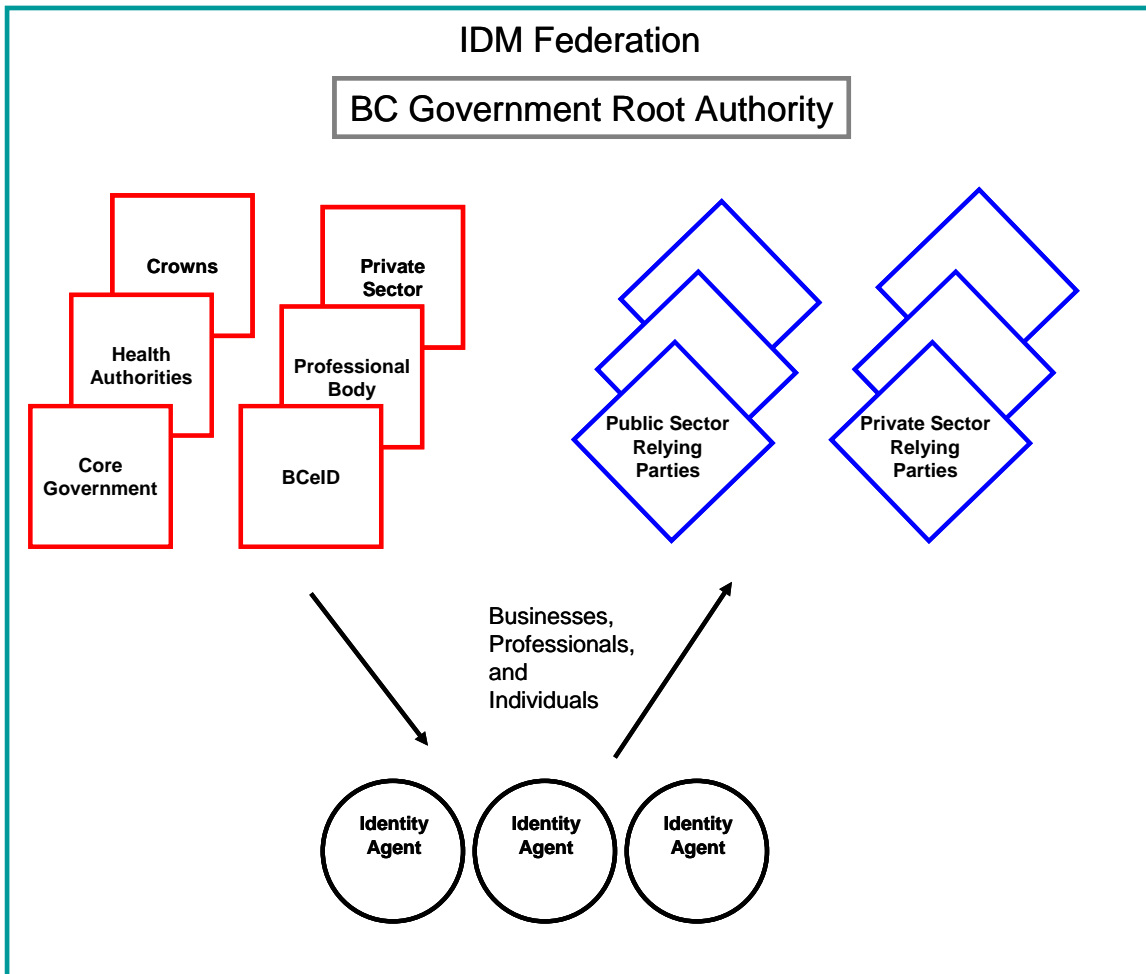 IDM Federation
BC Government Root Authority
Crowns
Health
Authorities
Core
Government
Private
Sector
Professional
Body
BCeID
Public Sector
Relying
Parties
Private Sector
Relying
Parties
Businesses,
Professionals,
and
Individuals
Identity
Agent
Identity
Agent
Identity
Agent